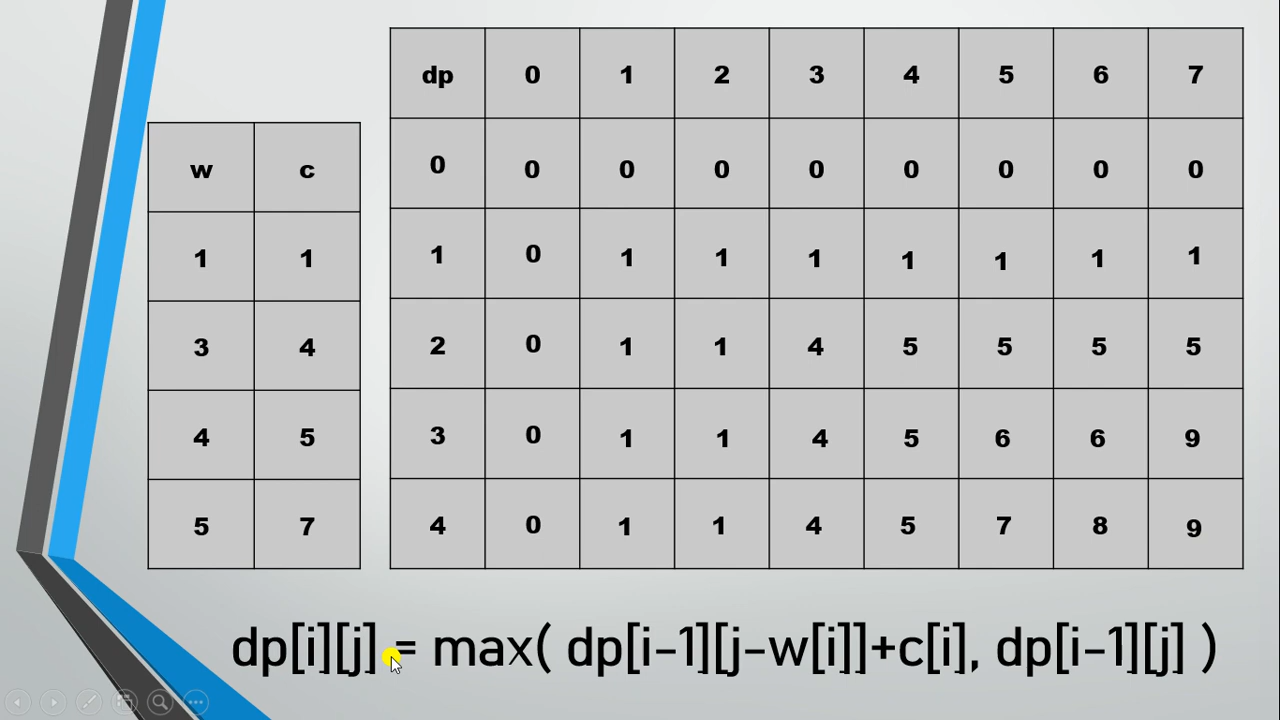 dp 0 1 2 3 4 5 6 7
0 0 0 0 0 0 0 0 0
1 0 1 1 1 1 1 1 1
2 0 1 1 4 5 5 5 5
3 0 1 1 4 5 6 6 9
4 0 1 1 4 5 7 8 9
w c
1 1
3 4
4 5
5 7
dp[i][j] = max( dp[i-1][j-w[i]]+c[i], dp[i-1][j] )